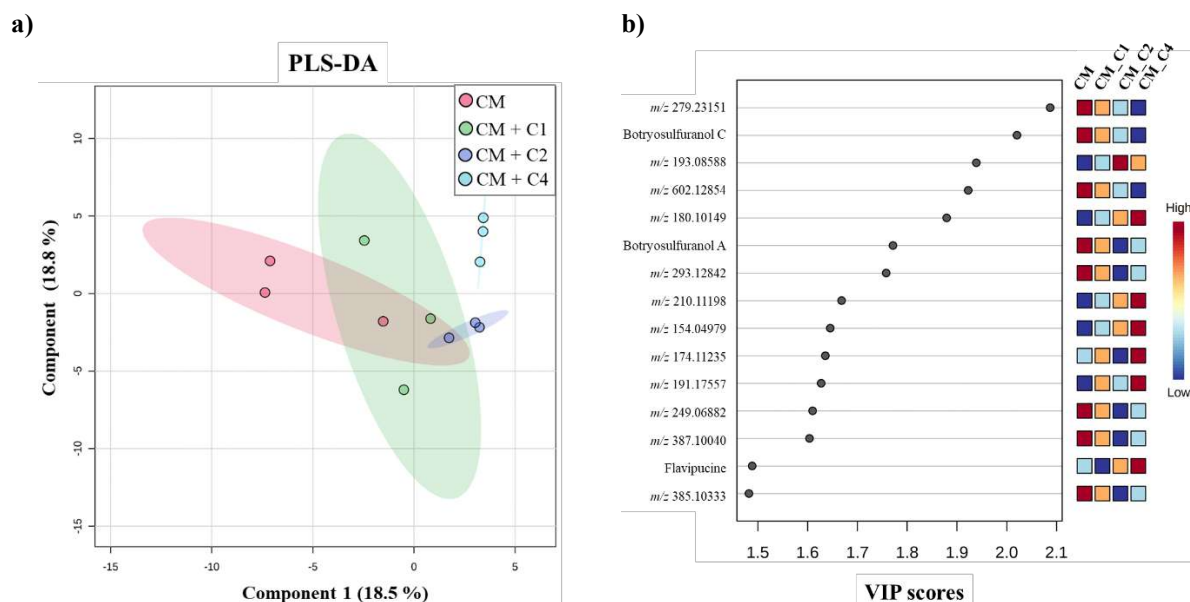 a)
PLS-DA
CM
CM + C1
CM + C2
CM + C4
10
5
0
-5
-10
-15
Component 2 (18.8 %)
-15 -10 -5 0 5
Component 1 (18.5 %)
b)
CM CM_C1 CM_C2 CM_C4
m/z 279.23151
Botryosulfuranol C
m/z 193.08588
m/z 602.12854
m/z 180.10149
Botryosulfuranol A
m/z 293.12842
m/z 210.11198
m/z 154.04979
m/z 174.11235
m/z 191.17557
m/z 249.06882
m/z 387.10040
Flavipucine
m/z 385.10333
High
Low
1.5 1.6 1.7 1.8 1.9 2.0 2.1
VIP scores